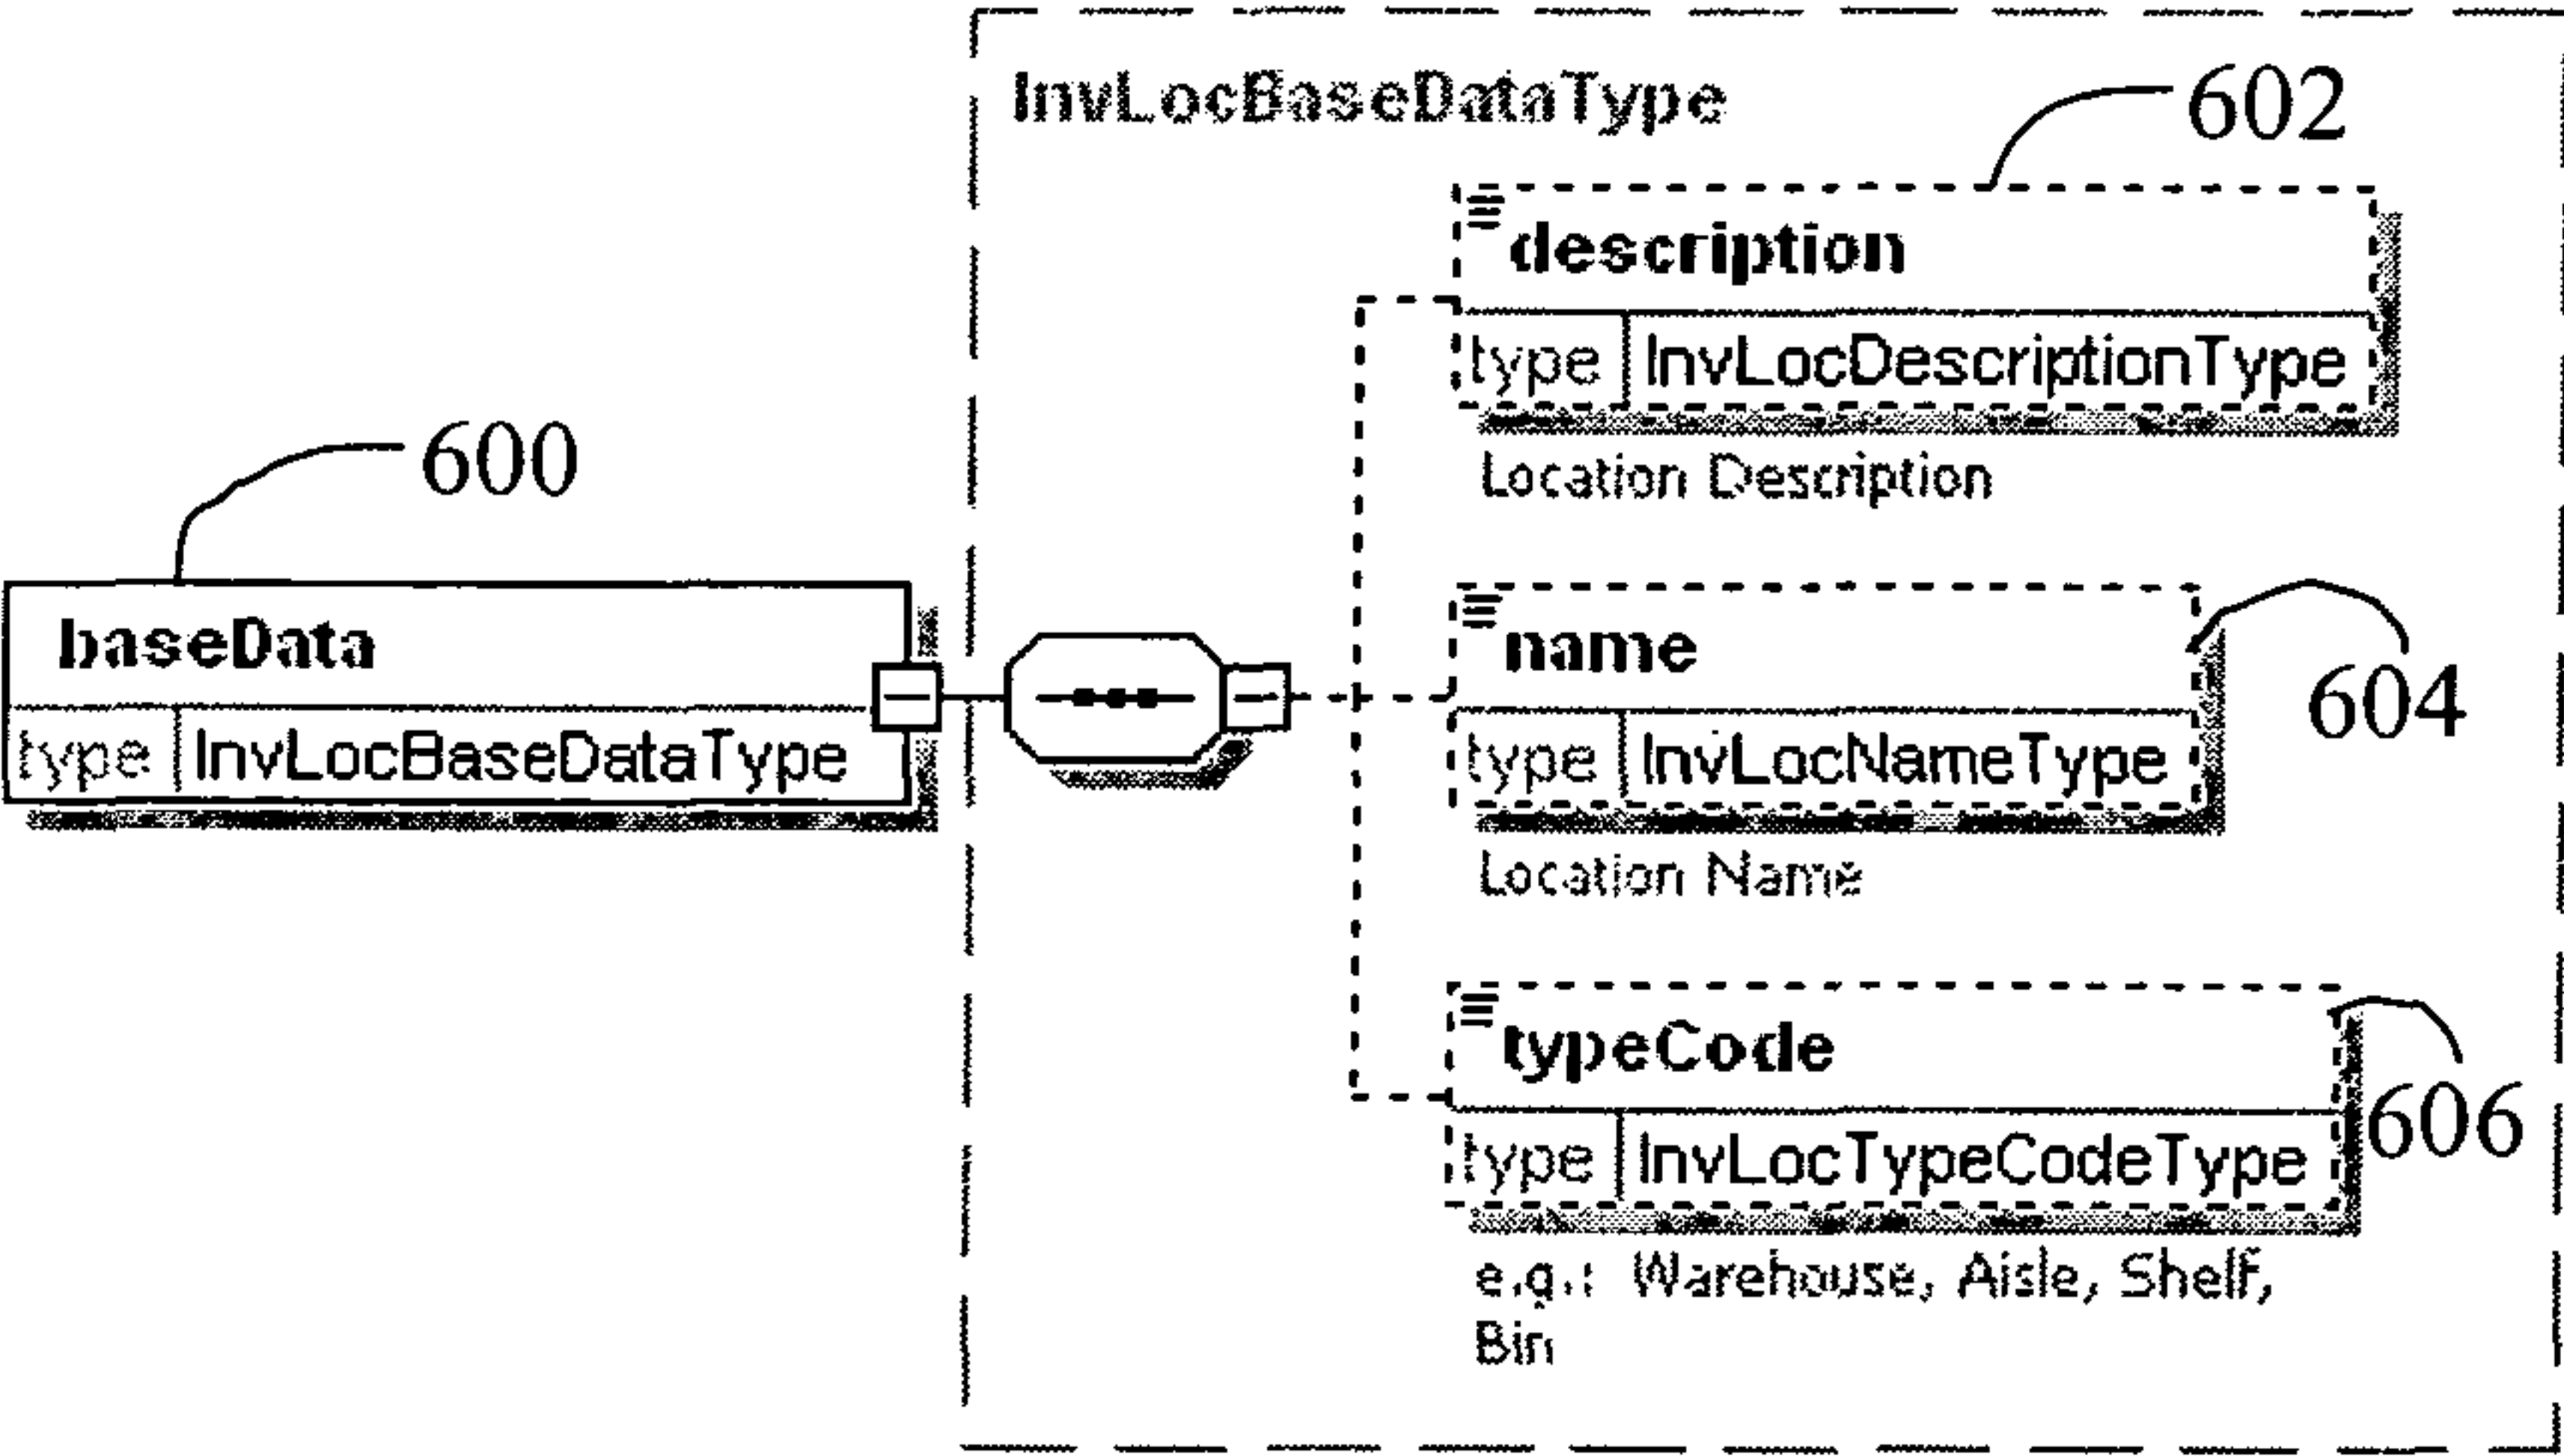 InvLocBaseDataType
602
description
type InvLocDescriptionType
Location Description
600
baseData
type InvLocBaseDataType
name
604
type InvLocNameType
Location Name
typeCode
606
type InvLocTypeCodeType
e.g.: Warehouse, Aisle, Shelf,
Bin